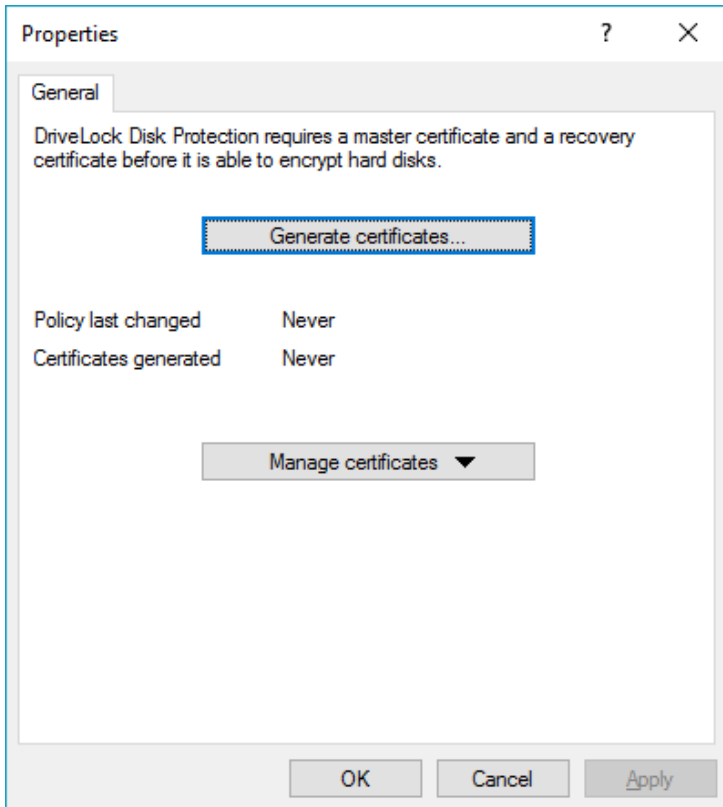 Properties
?
General
DriveLock Disk Protection requires a master certificate and a recovery
certificate before it is able to encrypt hard disks.
Generate certificates...
Policy last changed Never
Certificates generated Never
Manage certificates
OK Cancel Apply